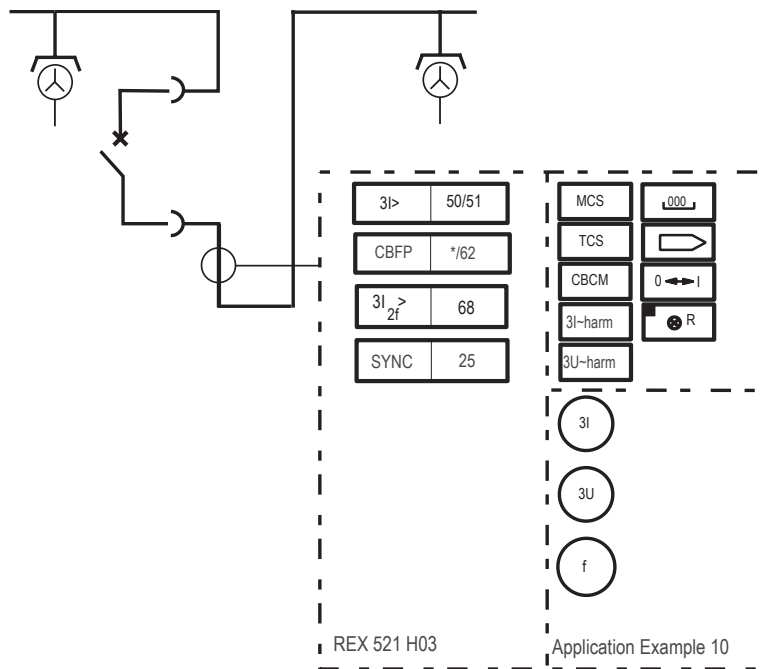 3I> 50/51
CBFP */62
3I2f> 68
SYNC 25
MCS 000
TCS
CBCM 0 I
3I~harm R
3U~harm
3I
3U
f
REX 521 H03
Application Example 10